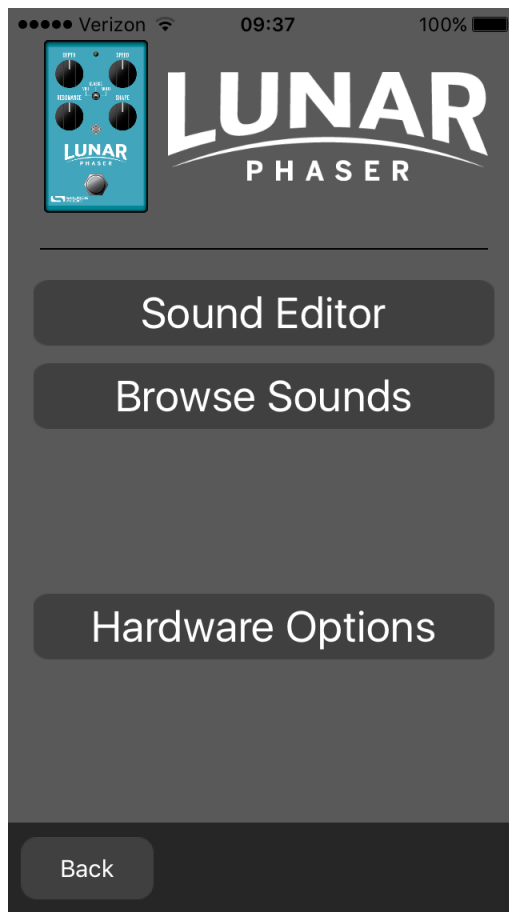 ●●●●● Verizon 09:37 100%
DEPTH SPEED
RESONANCE SHAPE
LUNAR
PHASER
LUNAR
PHASER
Sound Editor
Browse Sounds
Hardware Options
Back